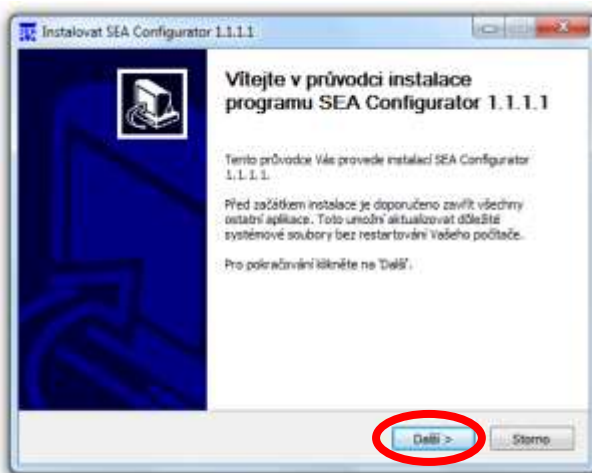 Instalovat SEA Configurator 1.1.1.1
Vítejte v průvodci instalace
programu SEA Configurator 1.1.1.1
Tento průvodce Vás provede instalací SEA Configurator
1.1.1.1.
Před začátkem instalace je doporučeno zavřít všechny
ostatní aplikace. Toto umožní aktualizovat důležité
systémové soubory bez restartování Vašeho počítače.
Pro pokračování klikněte na 'Další'.
Další >
Storno